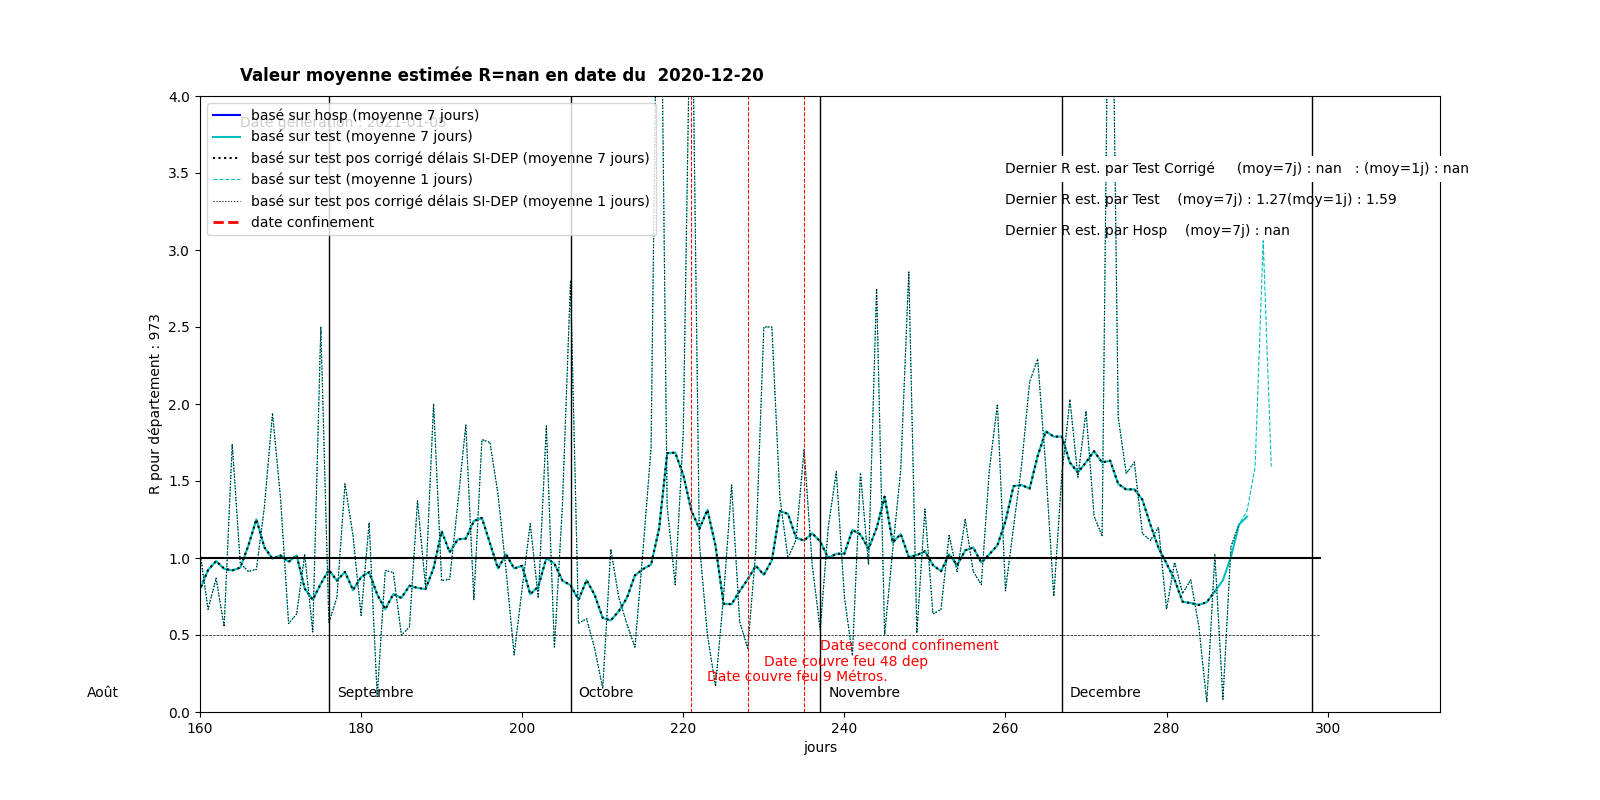 Valeur moyenne estimée R=nan en date du  2020-12-20
Date génération : 2021-01-05
basé sur hosp (moyenne 7 jours)
basé sur test (moyenne 7 jours)
basé sur test pos corrigé délais SI-DEP (moyenne 7 jours)
basé sur test (moyenne 1 jours)
basé sur test pos corrigé délais SI-DEP (moyenne 1 jours)
date confinement
Dernier R est. par Test Corrigé     (moy=7j) : nan   : (moy=1j) : nan
Dernier R est. par Test    (moy=7j) : 1.27(moy=1j) : 1.59
Dernier R est. par Hosp    (moy=7j) : nan
4.0
3.5
3.0
2.5
2.0
1.5
1.0
0.5
0.0
R pour département : 973
Date second confinement
Date couvre feu 48 dep
Date couvre feu 9 Métros.
Août
Septembre
Octobre
Novembre
Decembre
160
180
200
220
240
260
280
300
jours